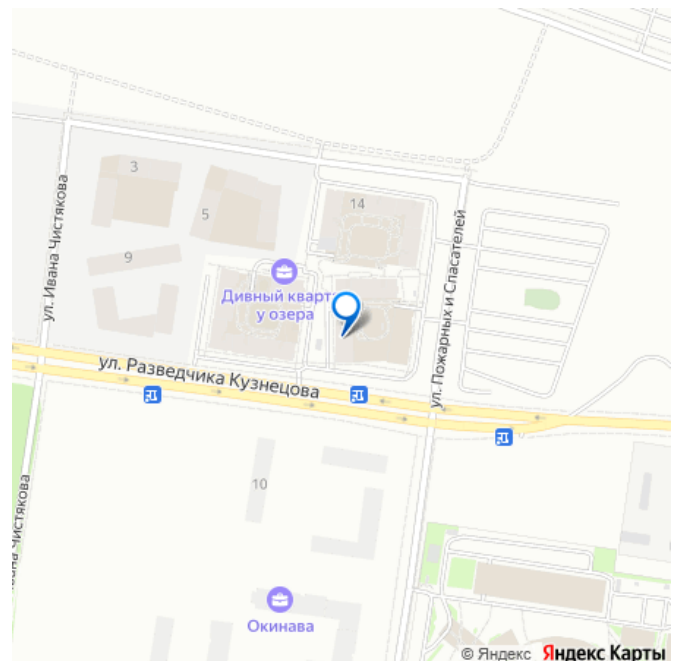 3
5
14
9
ул. Ивана Чистякова
Дивный кварта
у озера
ул. Пожарных и Спасателей
ул. Разведчика Кузнецова
10
вана Чистякова
Окинава
© Яндекс Яндекс Карты